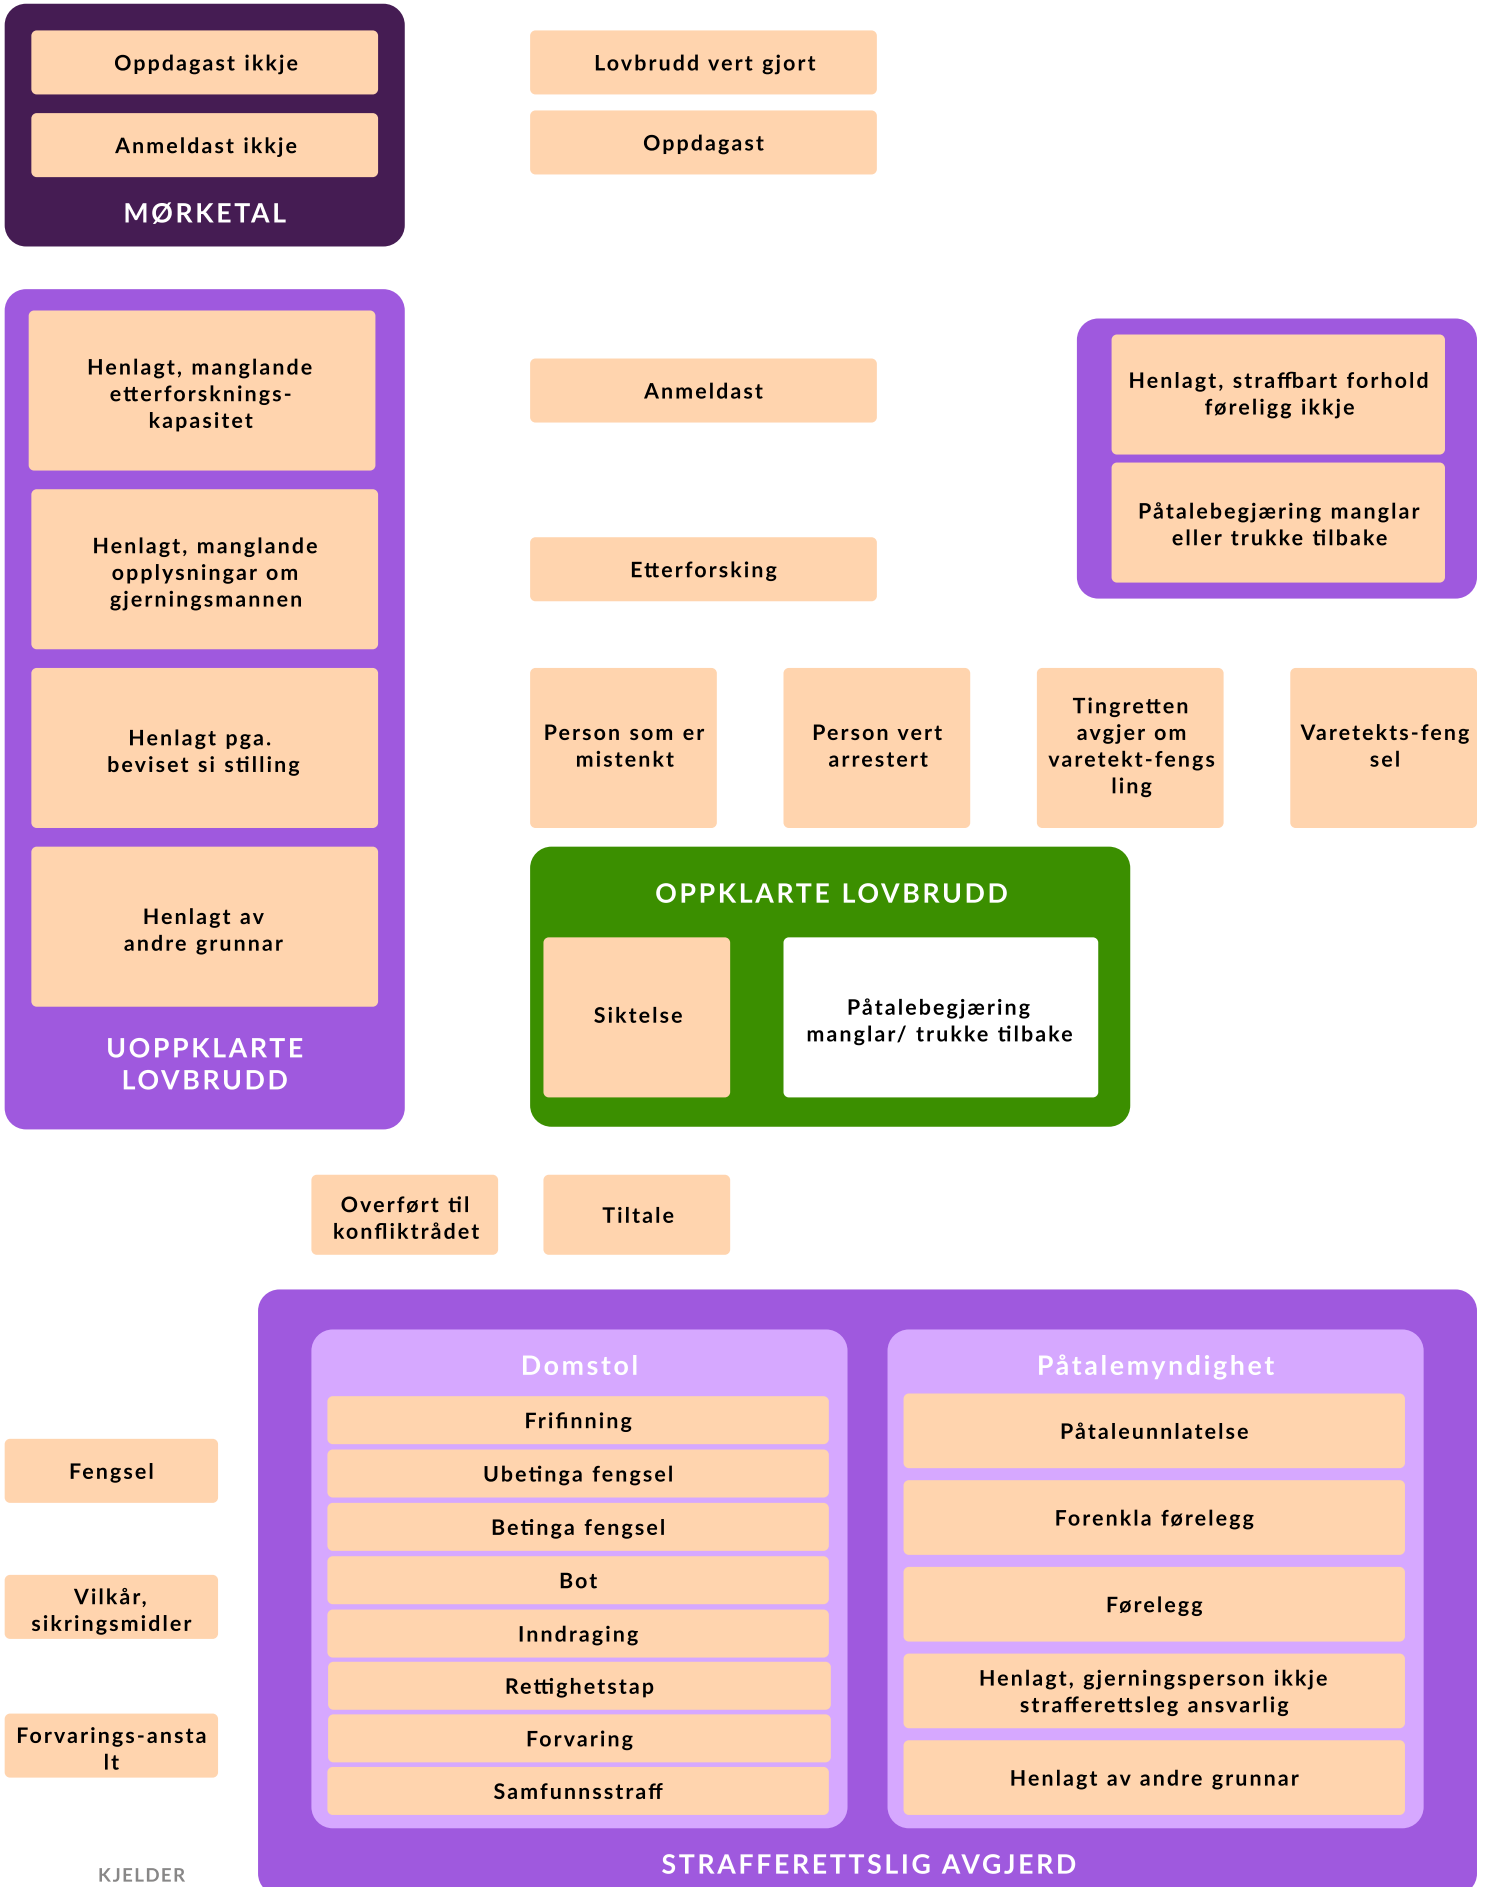 Oppdagast ikkje
Anmeldast ikkje
MØRKETAL
Lovbrudd vert gjort
Oppdagast
Henlagt, manglande
etterforsknings-
kapasitet
Henlagt, manglande
opplysningar om
gjerningsmannen
Henlagt pga.
beviset si stilling
Henlagt av
andre grunnar
UOPPKLARTE
LOVBRUDD
Anmeldast
Etterforsking
Henlagt, straffbart forhold
føreligg ikkje
Påtalebegjæring manglar
eller trukke tilbake
Person som er
mistenkt
Person vert
arrestert
Tingretten
avgjer om
varetekt-fengs
ling
Varetekts-feng
sel
OPPKLARTE LOVBRUDD
Siktelse
Påtalebegjæring
manglar/ trukke tilbake
Overført til
konfliktrådet
Tiltale
Fengsel
Vilkår,
sikringsmidler
Forvarings-ansta
lt
Domstol
Frifinning
Ubetinga fengsel
Betinga fengsel
Bot
Inndraging
Rettighetstap
Forvaring
Samfunnsstraff
Påtalemyndighet
Påtaleunnlatelse
Forenkla førelegg
Førelegg
Henlagt, gjerningsperson ikkje
strafferettsleg ansvarlig
Henlagt av andre grunnar
STRAFFERETTSLIG AVGJERD
KJELDER